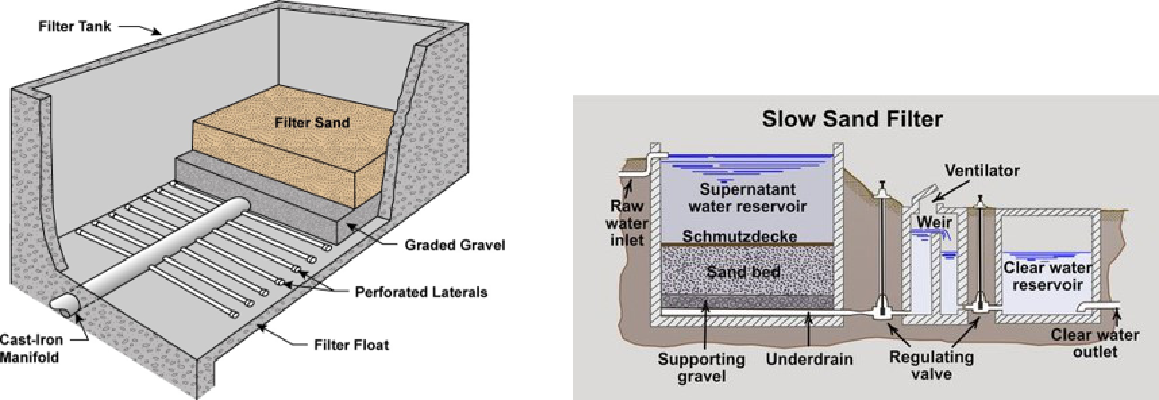 Filter Tank
Filter Sand
Graded Gravel
Perforated Laterals
Filter Float
Cast-Iron
Manifold
Slow Sand Filter
Ventilator
Supernatant
water reservoir
Raw
water
inlet
Weir
Schmutzdecke
Sand bed
Clear water
reservoir
Supporting
gravel
Underdrain
Regulating
valve
Clear water
outlet